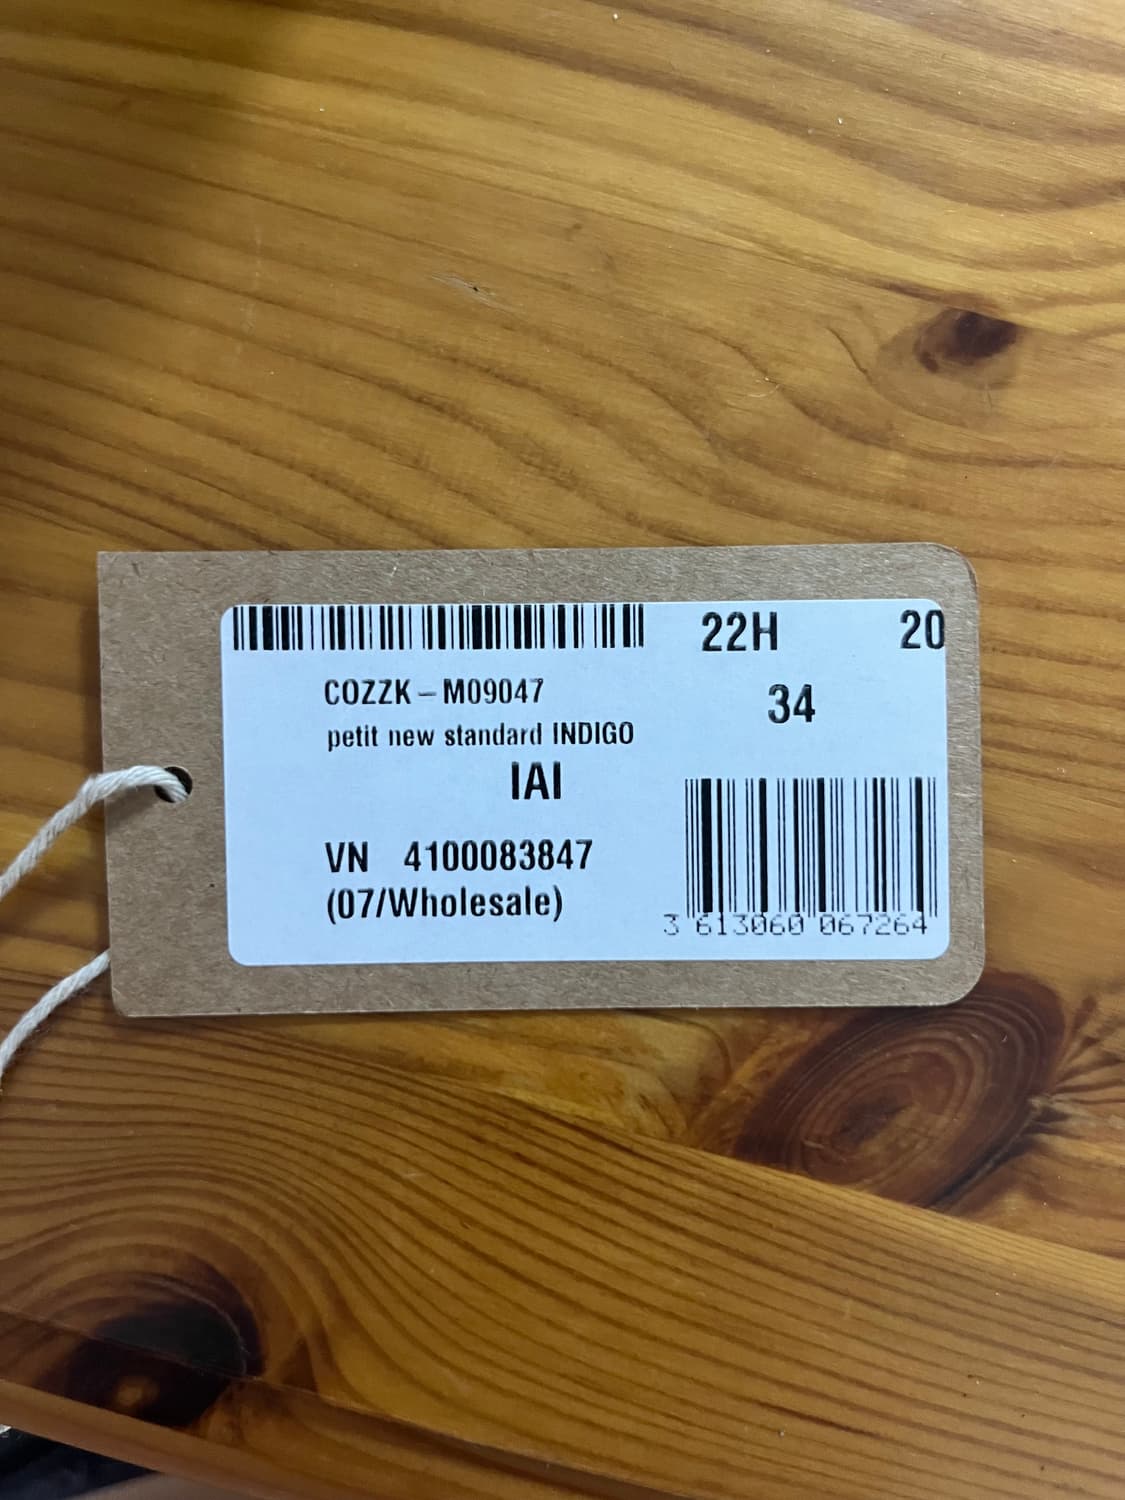 22H 20
COZZK – M09047
34
petit new standard INDIGO
IAI
VN 4100083847
(07/Wholesale)
3 613060 067264